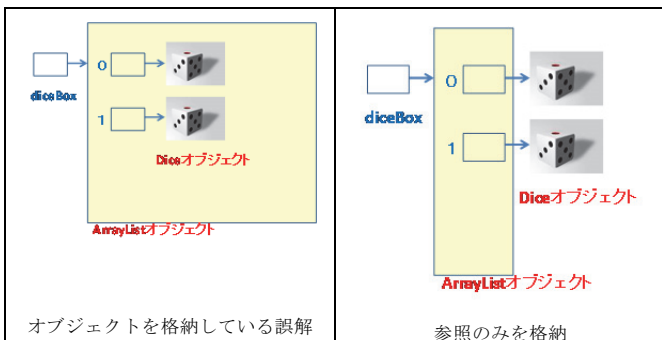 0
diceBox
1
Diceオブジェクト
ArrayListオブジェクト
オブジェクトを格納している誤解
0
diceBox
1
Diceオブジェクト
ArrayListオブジェクト
参照のみを格納